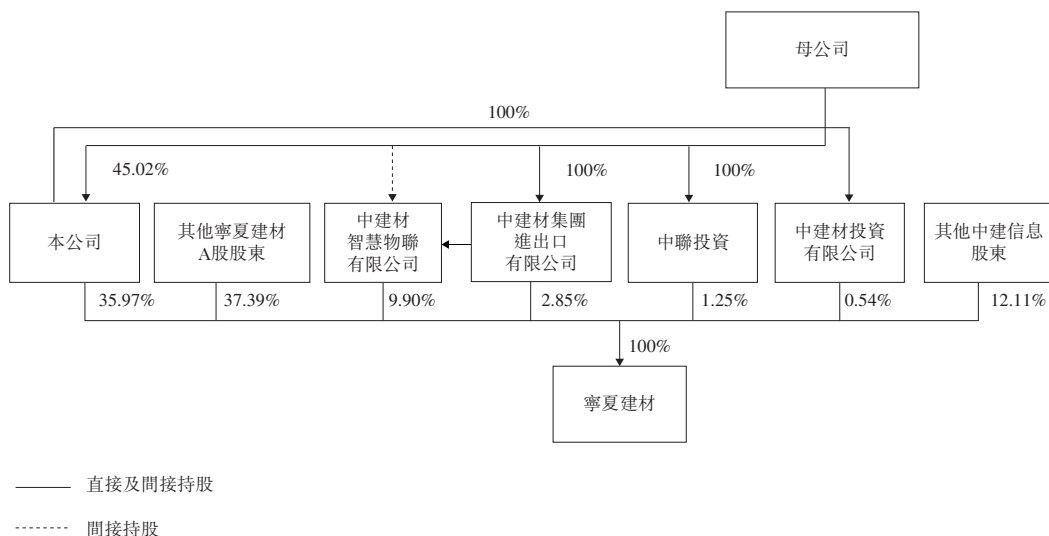 母公司
100%
45.02%
100%
100%
本公司
其他寧夏建材
A股股東
中建材
智慧物聯
有限公司
中建材集團
進出口
有限公司
中聯投資
中建材投資
有限公司
其他中建信息
股東
35.97%
37.39%
9.90%
2.85%
1.25%
0.54%
12.11%
100%
寧夏建材
直接及間接持股
間接持股